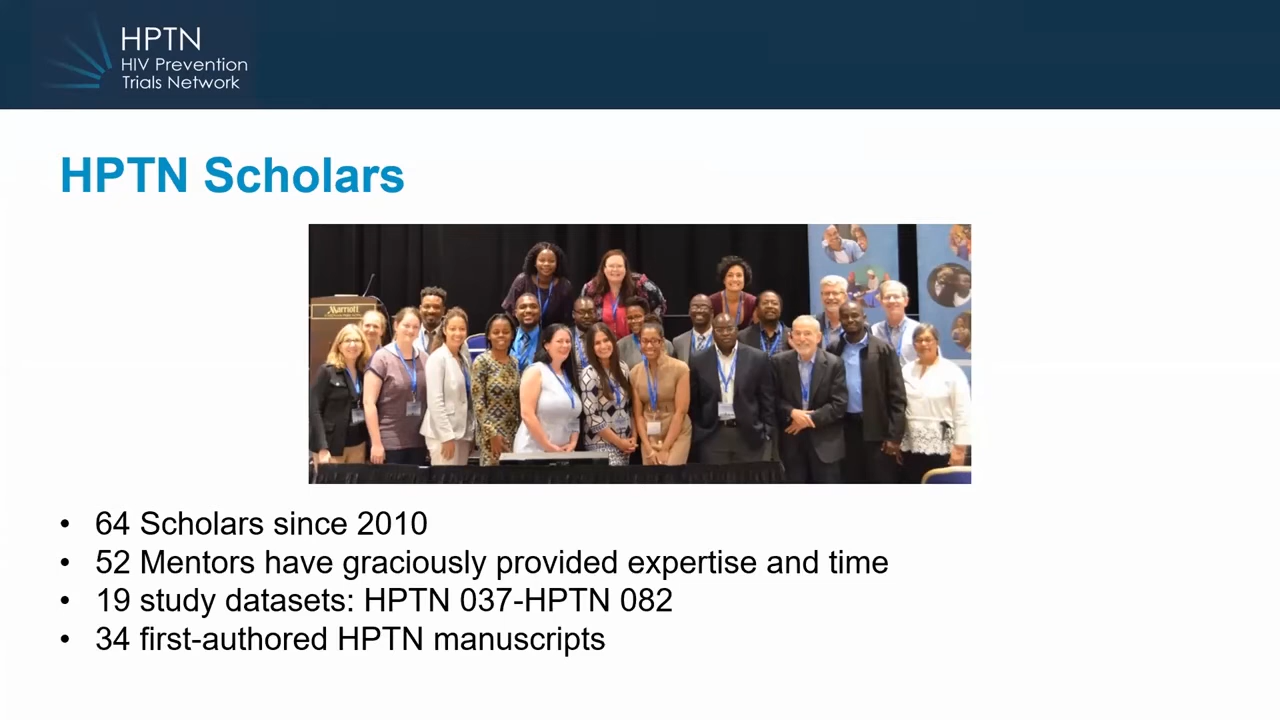 HPTN
HIV Prevention
Trials Network
HPTN Scholars
Marriott
• 64 Scholars since 2010
• 52 Mentors have graciously provided expertise and time
• 19 study datasets: HPTN 037-HPTN 082
• 34 first-authored HPTN manuscripts